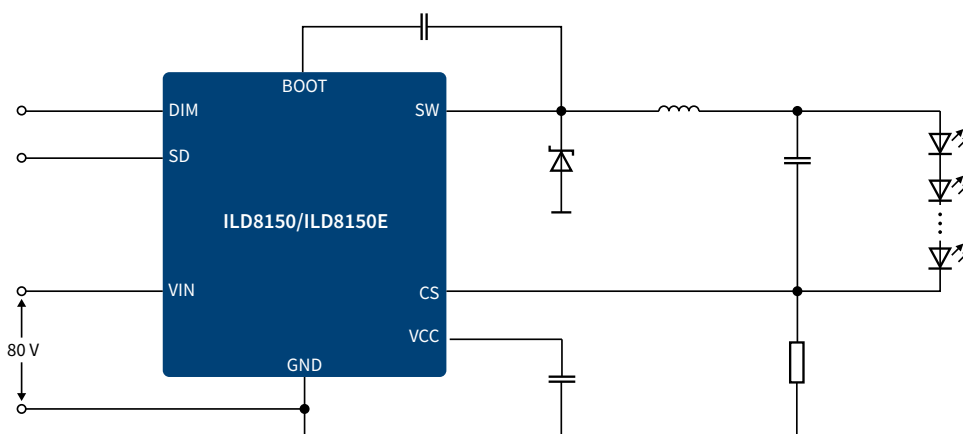 BOOT
DIM
SW
SD
ILD8150/ILD8150E
VIN
CS
VCC
80 V
GND